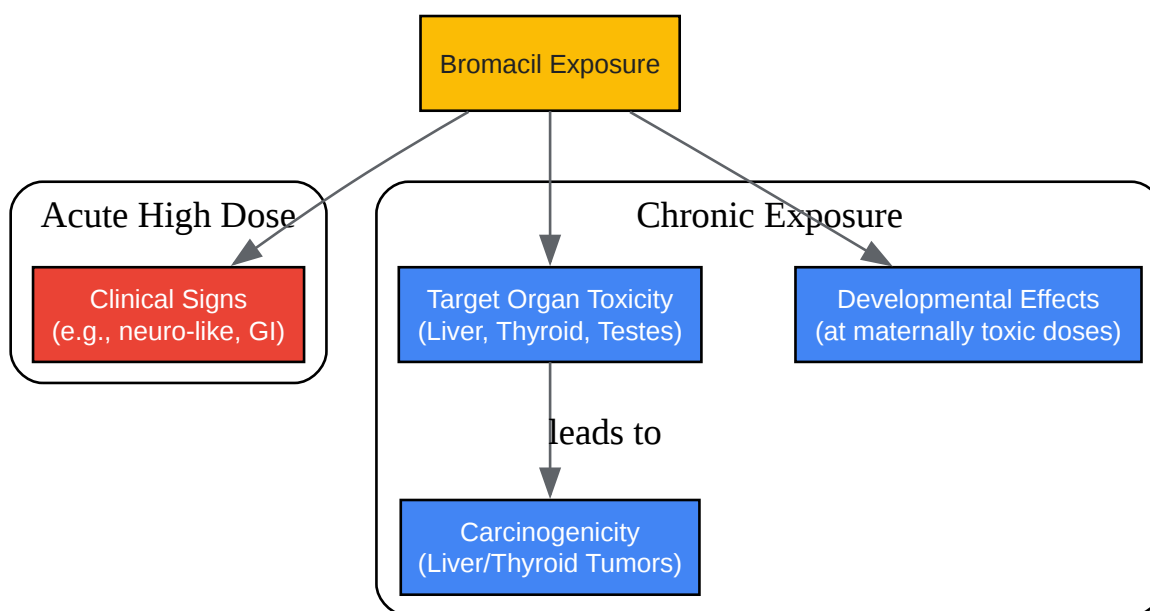 Bromacil Exposure
Acute High Dose
Chronic Exposure
Clinical Signs
(e.g., neuro-like, GI)
Target Organ Toxicity
(Liver, Thyroid, Testes)
Developmental Effects
(at maternally toxic doses)
leads to
Carcinogenicity
(Liver/Thyroid Tumors)